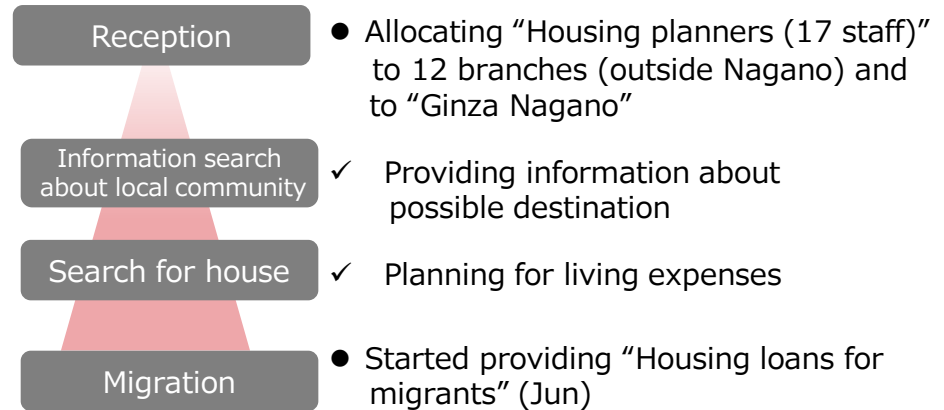 Reception
● Allocating “Housing planners (17 staff)”
to 12 branches (outside Nagano) and
to “Ginza Nagano”
Information search
about local community
✓ Providing information about
possible destination
Search for house
✓ Planning for living expenses
Migration
● Started providing “Housing loans for
migrants” (Jun)